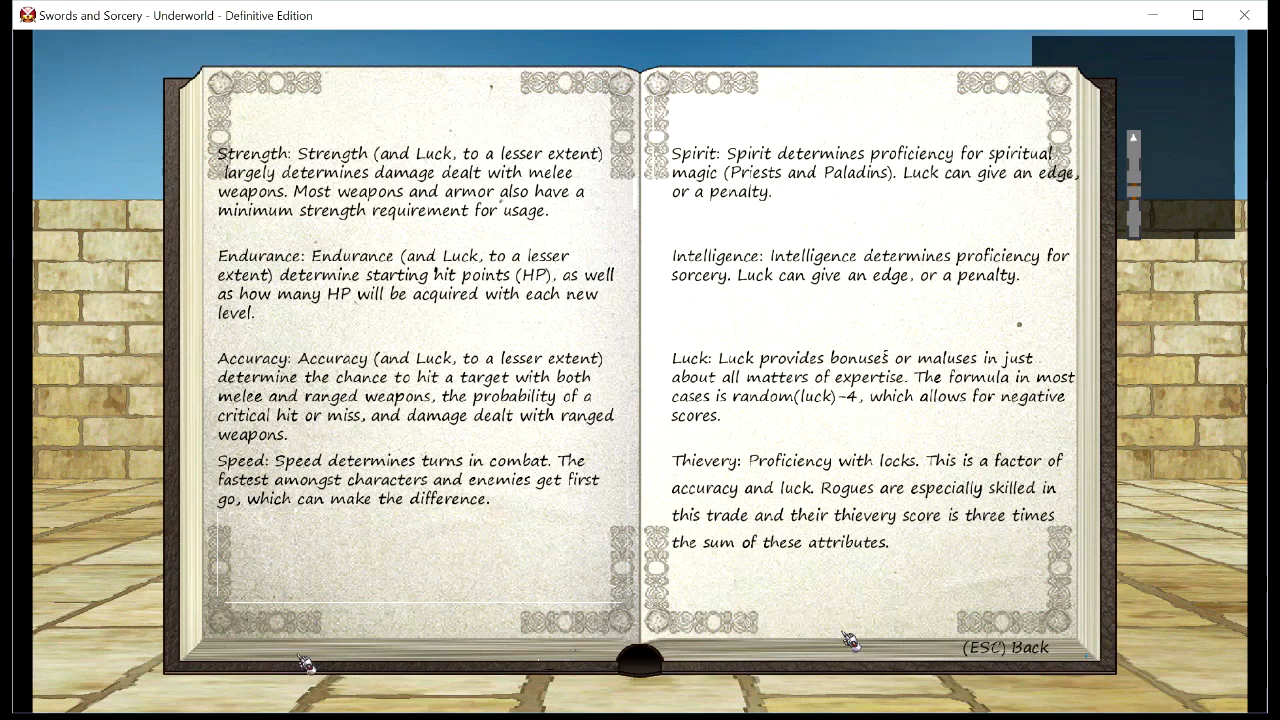 Swords and Sorcery - Underworld - Definitive Edition
Strength: Strength (and Luck, to a lesser extent)
largely determines damage dealt with melee
weapons. Most weapons and armor also have a
minimum strength requirement for usage.
Endurance: Endurance (and Luck, to a lesser
extent) determine starting hit points (HP), as well
as how many HP will be acquired with each new
level.
Accuracy: Accuracy (and Luck, to a lesser extent)
determine the chance to hit a target with both
melee and ranged weapons, the probability of a
critical hit or miss, and damage dealt with ranged
weapons.
Speed: Speed determines turns in combat. The
fastest amongst characters and enemies get first
go, which can make the difference.
Spirit: Spirit determines proficiency for spiritual
magic (Priests and Paladins). Luck can give an edge,
or a penalty.
Intelligence: Intelligence determines proficiency for
sorcery. Luck can give an edge, or a penalty.
Luck: Luck provides bonuses or maluses in just
about all matters of expertise. The formula in most
cases is random(luck)-4, which allows for negative
scores.
Thievery: Proficiency with locks. This is a factor of
accuracy and luck. Rogues are especially skilled in
this trade and their thievery score is three times
the sum of these attributes.
(ESC) Back